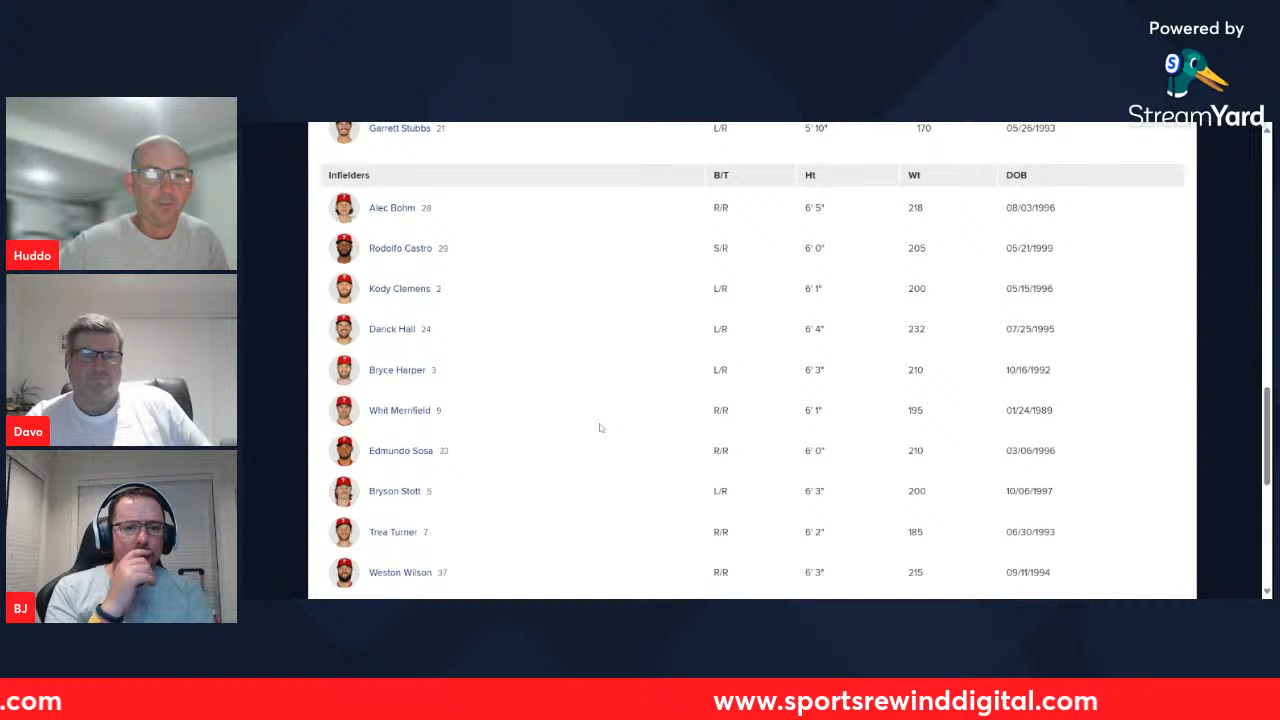 Powered by
StreamYard
Garrett Stubbs 21 L/R 5' 10" 170 05/26/1993
Infielders B/T Ht Wt DOB
Alec Bohm 28 R/R 6' 5" 218 08/03/1996
Rodolfo Castro 29 S/R 6' 0" 205 05/21/1999
Kody Clemens 2 L/R 6' 1" 200 05/15/1996
Darick Hall 24 L/R 6' 4" 232 07/25/1995
Bryce Harper 3 L/R 6' 3" 210 10/16/1992
Whit Merrifield 9 R/R 6' 1" 195 01/24/1989
Edmundo Sosa 33 R/R 6' 0" 210 03/06/1996
Bryson Stott 5 L/R 6' 3" 200 10/06/1997
Trea Turner 7 R/R 6' 2" 185 06/30/1993
Weston Wilson 37 R/R 6' 3" 215 09/11/1994
Huddo
Davo
BJ
.com www.sportsrewinddigital.com